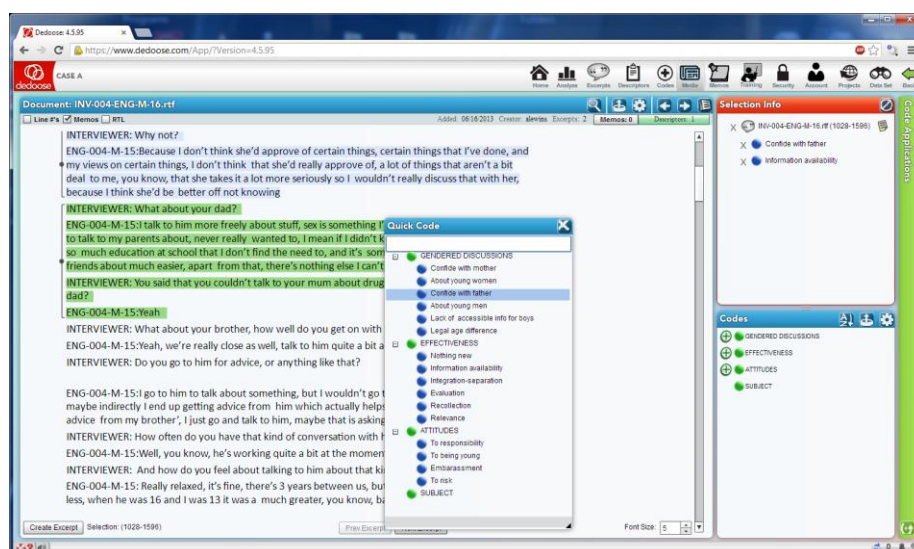 Dedoose: 4.5.95
https://www.dedoose.com/App/?Version=4.5.95
dedoose
CASE A
Home Analyze Excerpts Descriptors Codes Media Memos Training Security Account Projects Data Set
Document: INV-004-ENG-M-16.rtf
Line #'s Memos RTL
Added: 06/16/2013 Creator: alewins Excerpts: 2 Memos: 0 Descriptors: 1
INTERVIEWER: Why not?
ENG-004-M-15:Because I don't think she'd approve of certain things, certain things that I've done, and
my views on certain things, I don't think that she'd really approve of, a lot of things that aren't a bit
deal to me, you know, that she takes it a lot more seriously so I wouldn't really discuss that with her,
because I think she'd be better off not knowing
INTERVIEWER: What about your dad?
ENG-004-M-15:I talk to him more freely about stuff, sex is something I'
to talk to my parents about, never really wanted to, I mean if I didn't k
so much education at school that I don't find the need to, and it's som
friends about much easier, apart from that, there's nothing else I can't
INTERVIEWER: You said that you couldn't talk to your mum about drug
dad?
ENG-004-M-15:Yeah
INTERVIEWER: What about your brother, how well do you get on with
ENG-004-M-15:Yeah, we're really close as well, talk to him quite a bit a
INTERVIEWER: Do you go to him for advice, or anything like that?
ENG-004-M-15:I go to him to talk about something, but I wouldn't go t
maybe indirectly I end up getting advice from him which actually helps
advice from my brother', I just go and talk to him, maybe that is asking
INTERVIEWER: How often do you have that kind of conversation with h
ENG-004-M-15:Well, you know, he's working quite a bit at the momen
INTERVIEWER: And how do you feel about talking to him about that ki
ENG-004-M-15: Really relaxed, it's fine, there's 3 years between us, bu
less, when he was 16 and I was 13 it was a much greater, you know, ba
Create Excerpt Selection: (1028-1596) Prev Excerpt Font Size: 5
Quick Code
GENDERED DISCUSSIONS
Confide with mother
About young women
Confide with father
About young men
Lack of accessible info for boys
Legal age difference
EFFECTIVENESS
Nothing new
Information availability
Integration-separation
Evaluation
Recollection
Relevance
ATTITUDES
To responsibility
To being young
Embarassment
To risk
SUBJECT
Selection Info
X INV-004-ENG-M-16.rtf (1028-1596)
X Confide with father
X Information availability
Codes
GENDERED DISCUSSIONS
EFFECTIVENESS
ATTITUDES
SUBJECT
Code Applications